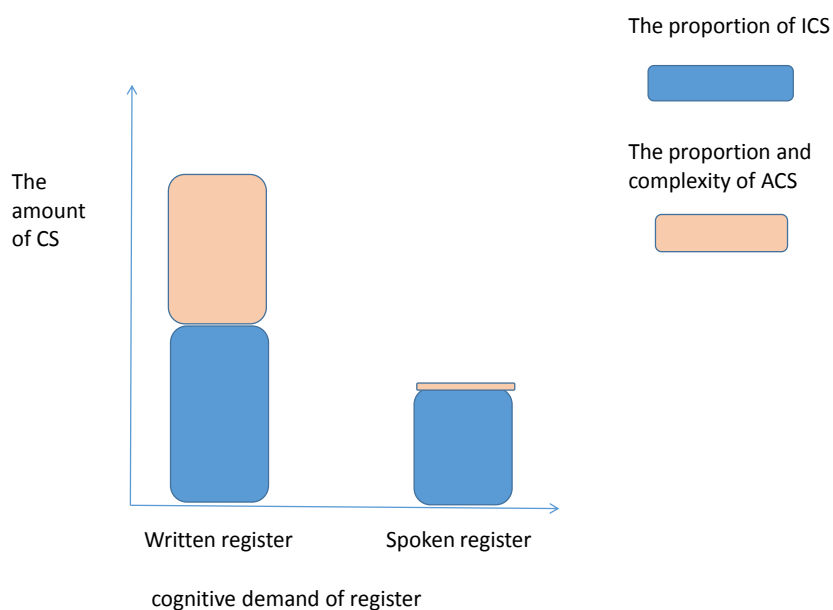 The proportion of ICS
The proportion and
complexity of ACS
The
amount
of CS
Written register
Spoken register
cognitive demand of register